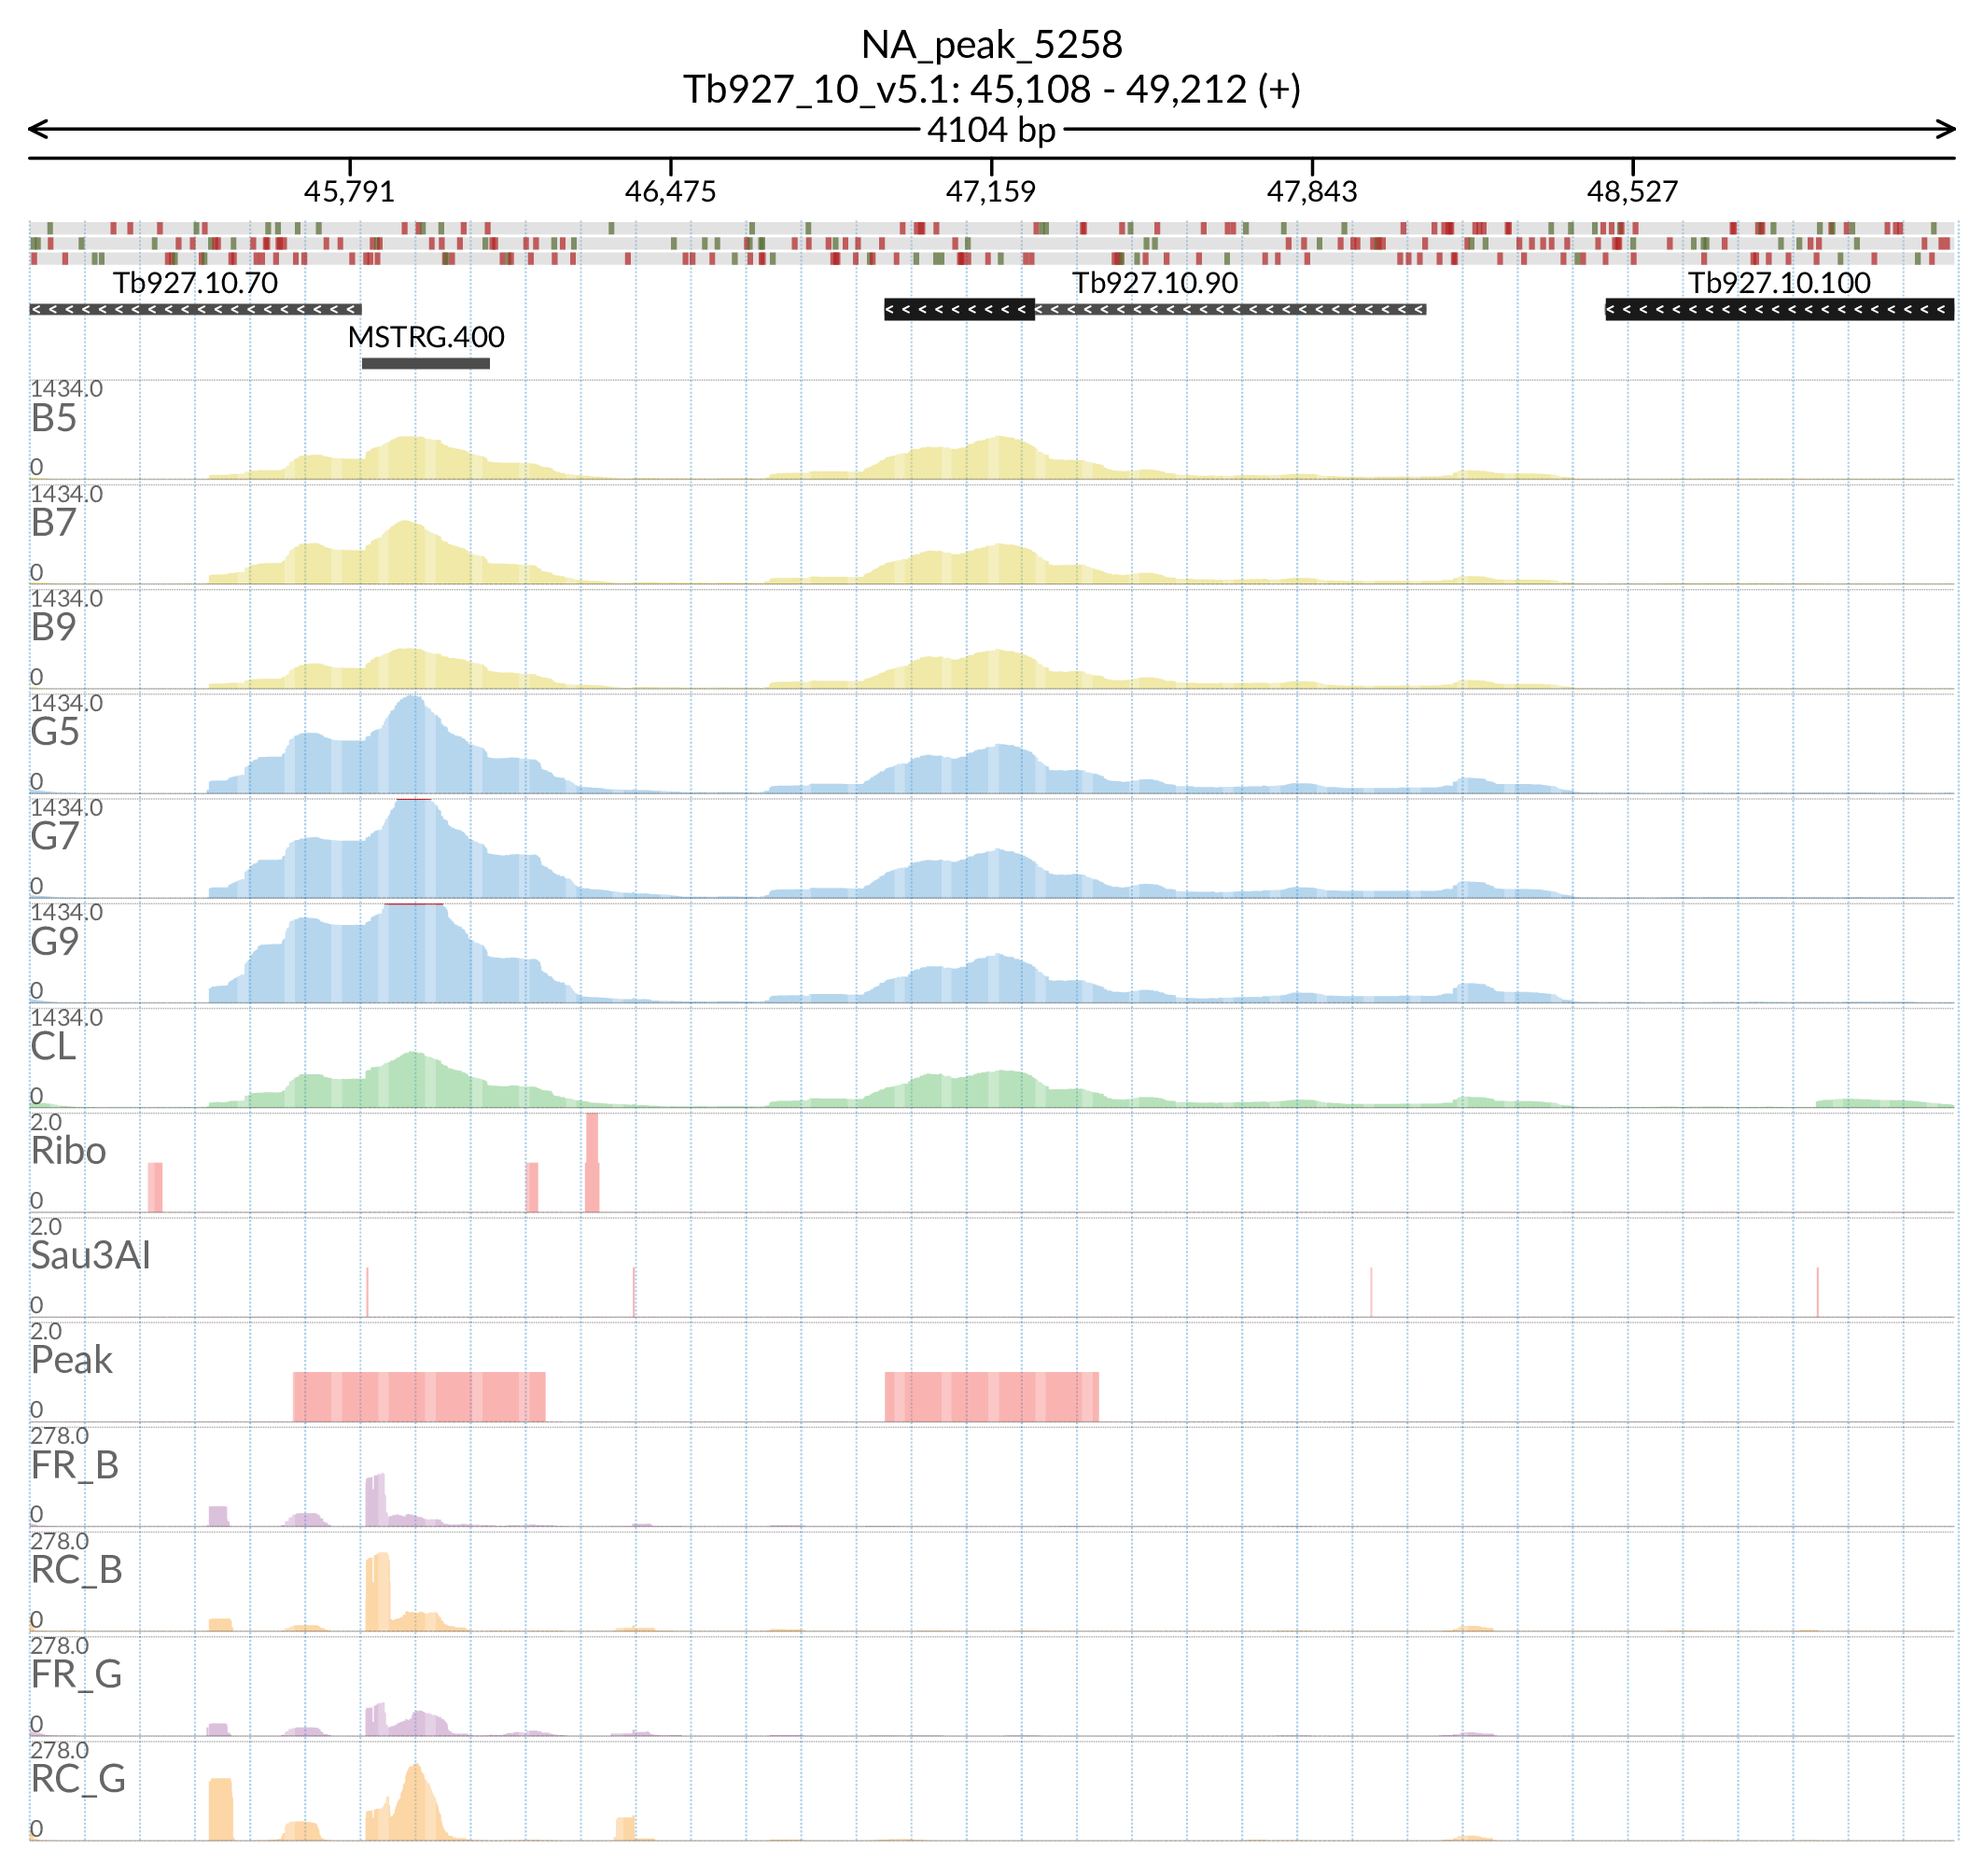 NA_peak_5258
Tb927_10_v5.1: 45,108 - 49,212 (+)
4104 bp
45,791 46,475 47,159 47,843 48,527
Tb927.10.70 Tb927.10.90 Tb927.10.100
MSTRG.400
1434.0
B5
0
1434.0
B7
0
1434.0
B9
0
1434.0
G5
0
1434.0
G7
0
1434.0
G9
0
1434.0
CL
0
2.0
Ribo
0
2.0
Sau3AI
0
2.0
Peak
0
278.0
FR_B
0
278.0
RC_B
0
278.0
FR_G
0
278.0
RC_G
0